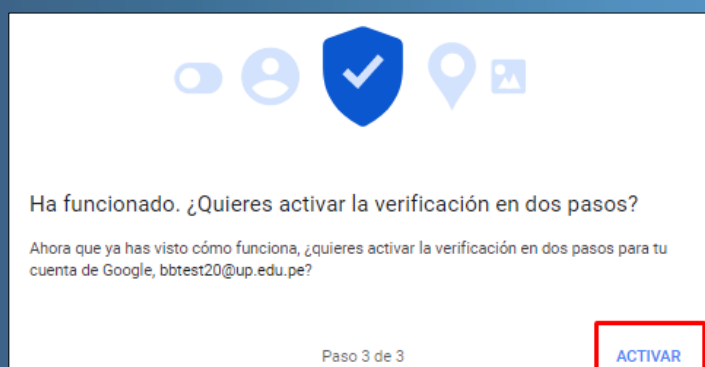 Ha funcionado. ¿Quieres activar la verificación en dos pasos?
Ahora que ya has visto cómo funciona, ¿quieres activar la verificación en dos pasos para tu
cuenta de Google, bbtest20@up.edu.pe?
Paso 3 de 3
ACTIVAR